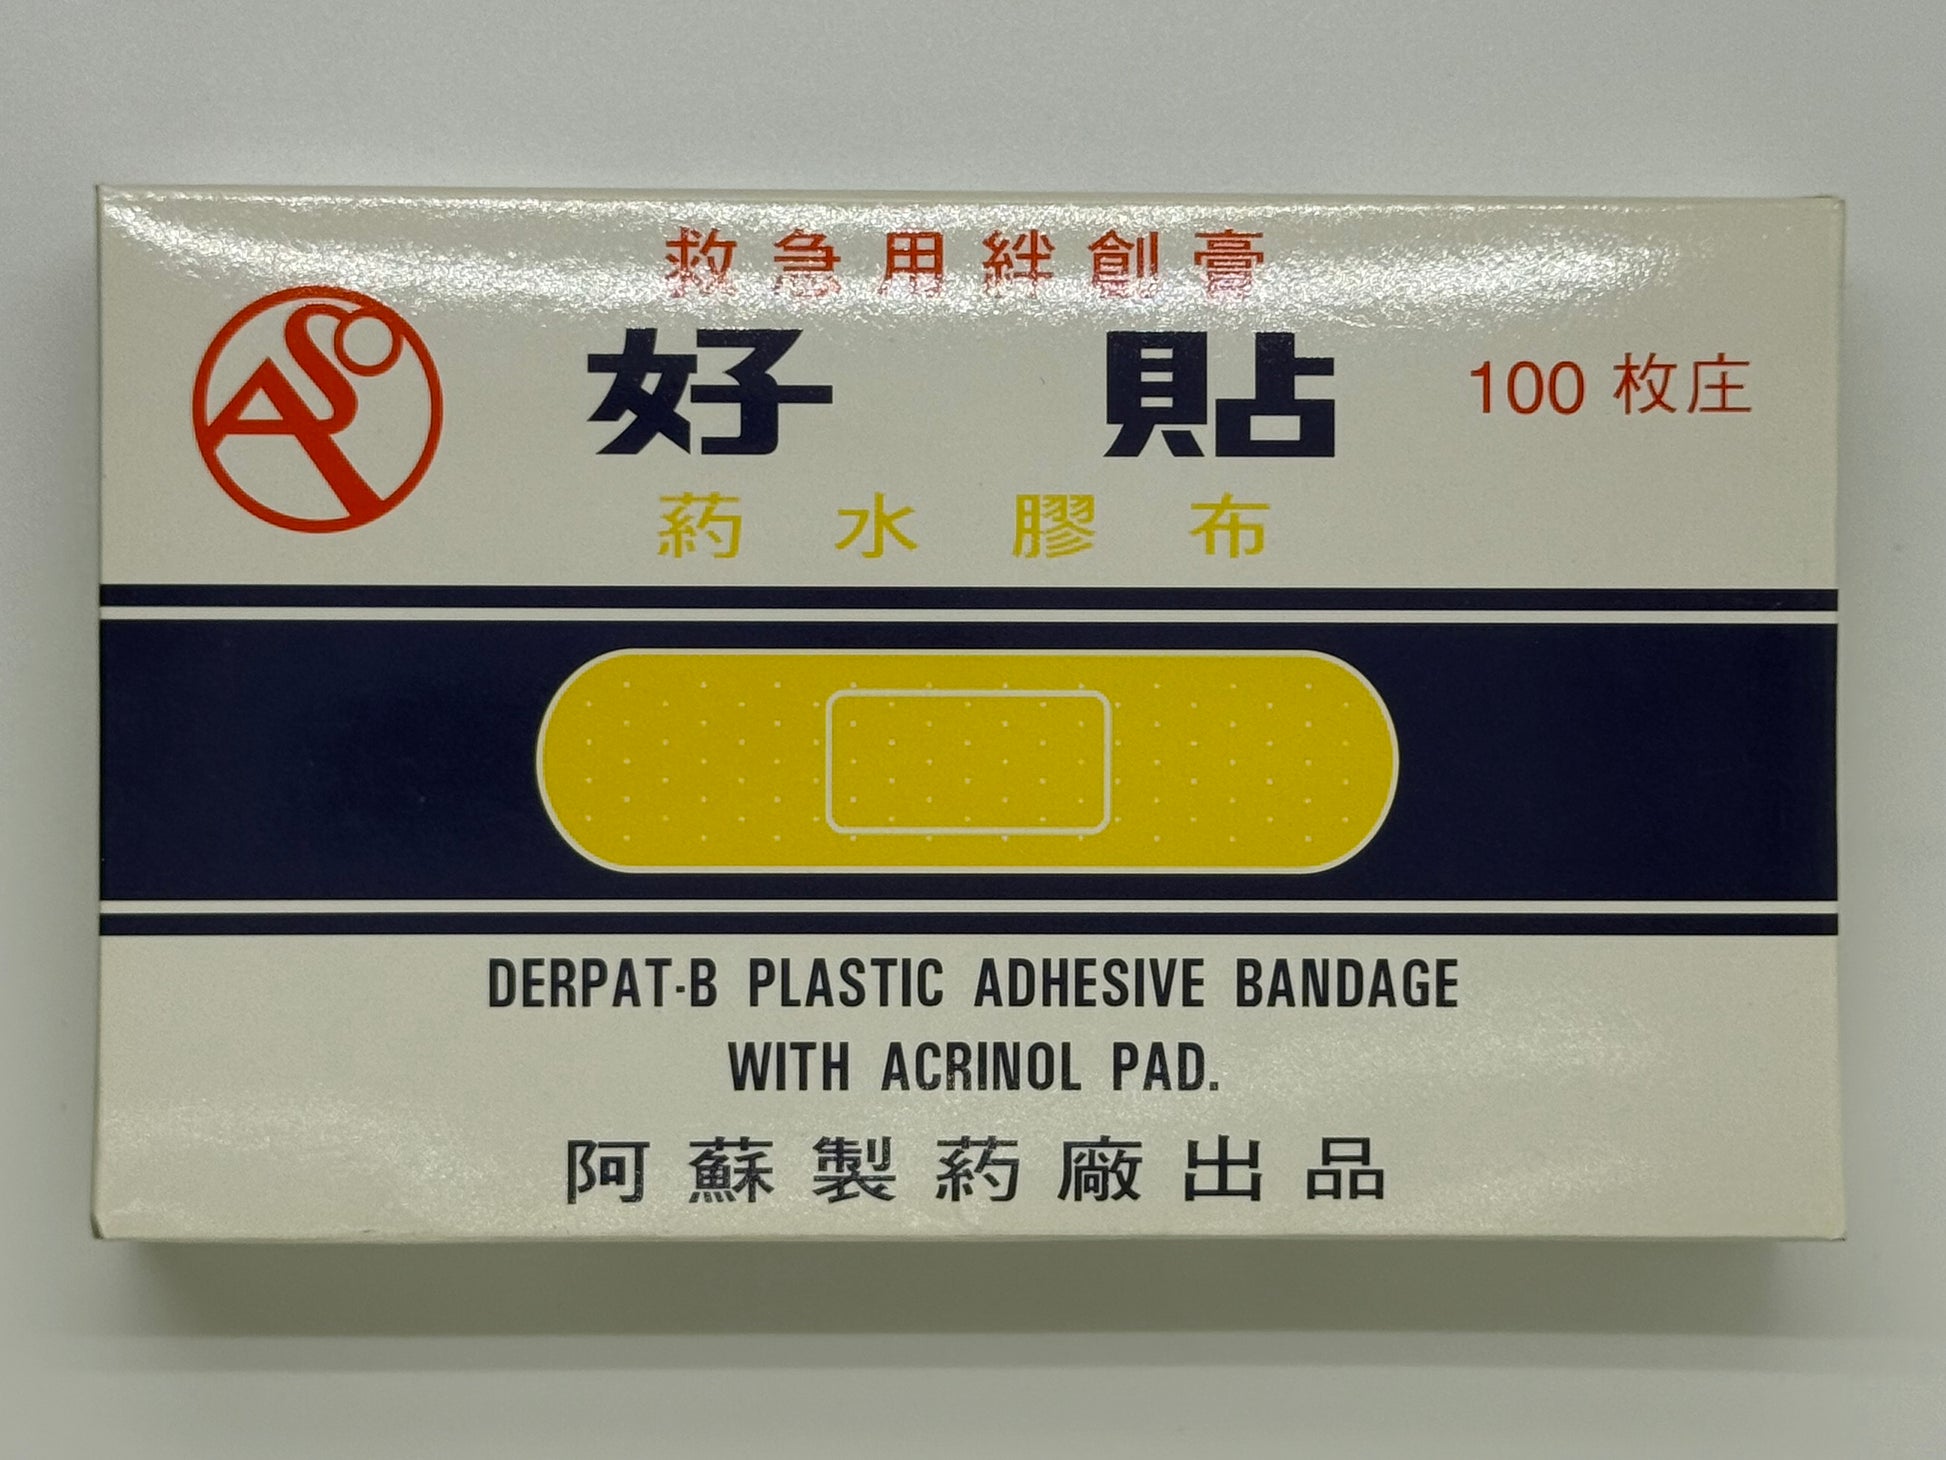 救急用絆創膏
ASO
好貼
100 枚庄
葯水膠布
DERPAT-B PLASTIC ADHESIVE BANDAGE
WITH ACRINOL PAD.
阿蘇製葯廠出品